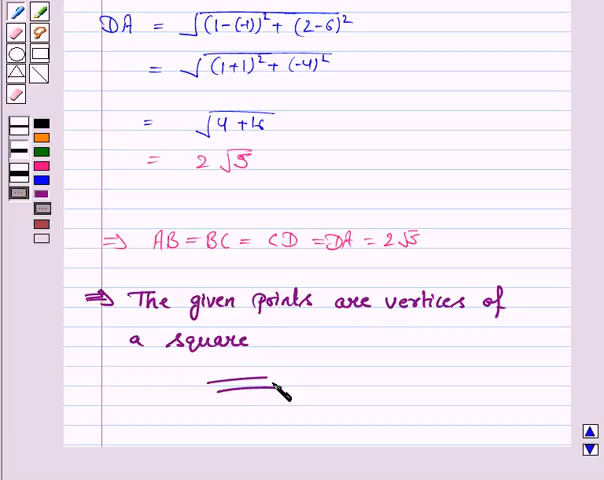 DA = √(1-(-1))² + (2-6)²
= √(1+1)² + (-4)²
= √4+16
= 2√5
⇒ AB = BC = CD = DA = 2√5
⇒ The given points are vertices of
a square